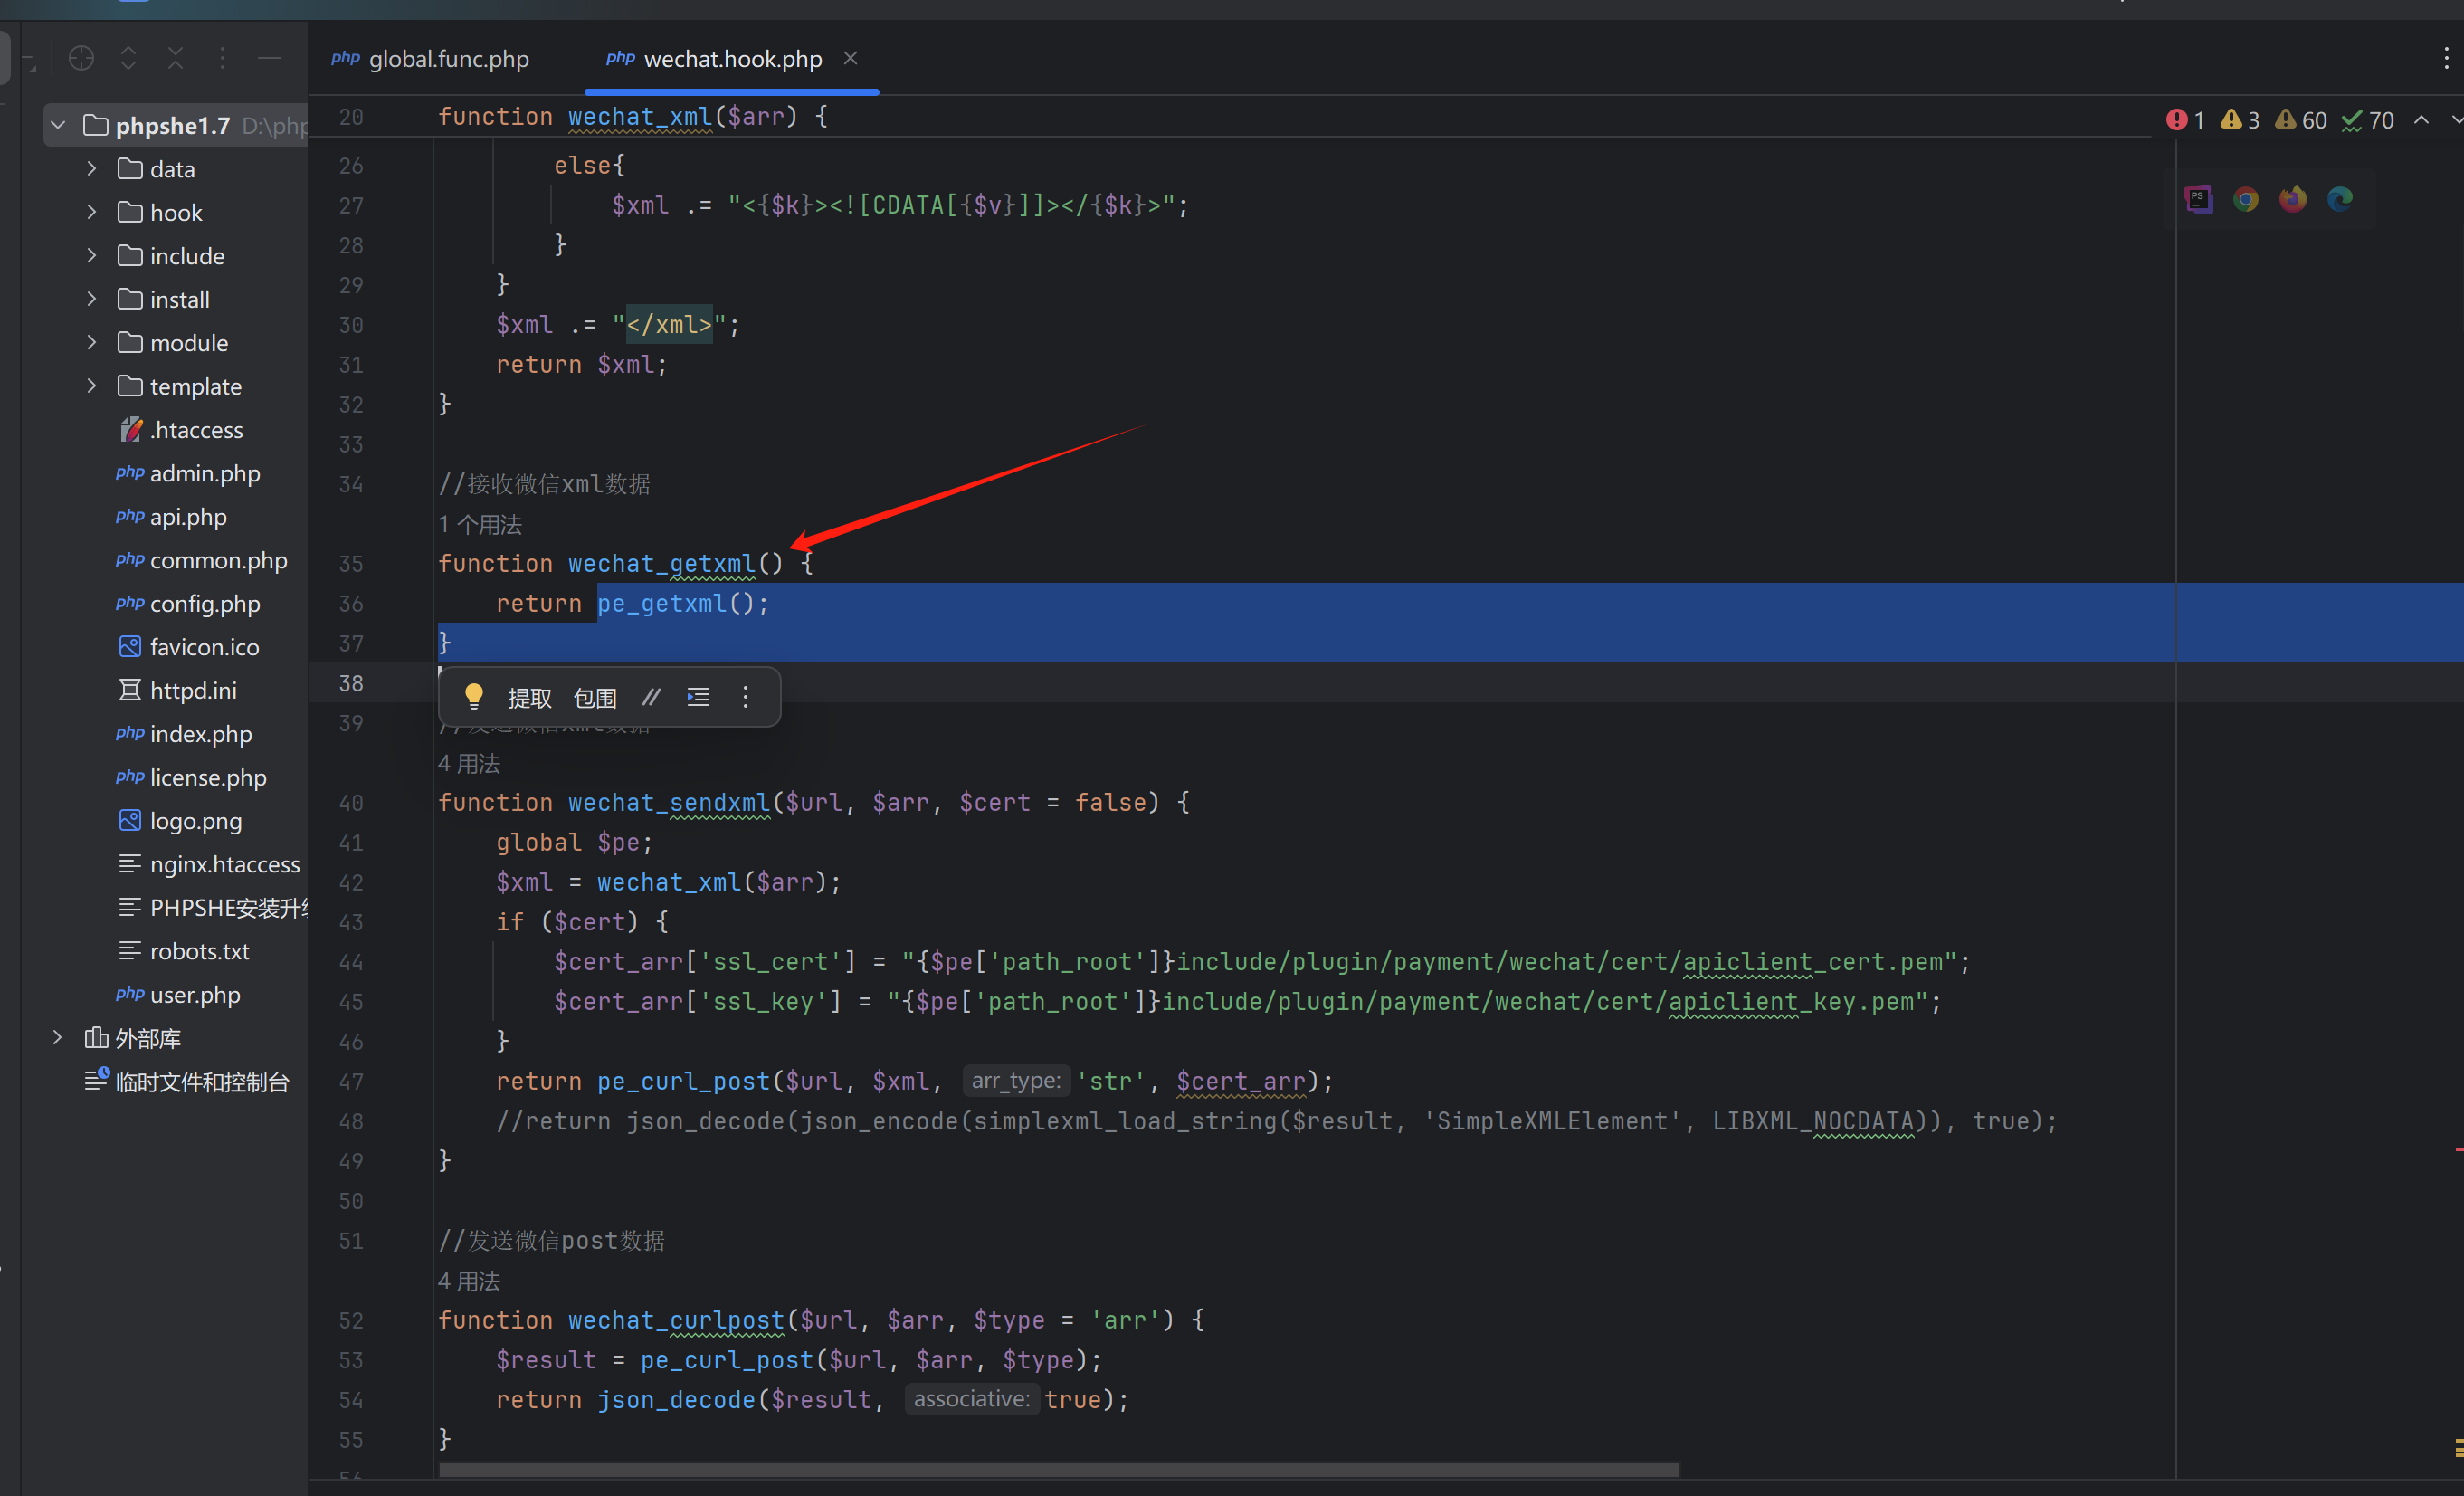 phpshe1.7 D:\php
data
hook
include
install
module
template
.htaccess
php admin.php
php api.php
php common.php
php config.php
favicon.ico
httpd.ini
php index.php
php license.php
logo.png
nginx.htaccess
PHPSHE安装升
robots.txt
php user.php
外部库
临时文件和控制台
php global.func.php
php wechat.hook.php
1 3 60 70
PS
20 function wechat_xml($arr) {
26 else{
27 $xml .= "<{$k}><![CDATA[{$v}]]></{$k}>";
28 }
29 }
30 $xml .= "</xml>";
31 return $xml;
32 }
33
34 //接收微信xml数据
1 个用法
35 function wechat_getxml() {
36 return pe_getxml();
37 }
38
提取 包围 //
39 //发送微信xml数据
4 用法
40 function wechat_sendxml($url, $arr, $cert = false) {
41 global $pe;
42 $xml = wechat_xml($arr);
43 if ($cert) {
44 $cert_arr['ssl_cert'] = "{$pe['path_root']}include/plugin/payment/wechat/cert/apiclient_cert.pem";
45 $cert_arr['ssl_key'] = "{$pe['path_root']}include/plugin/payment/wechat/cert/apiclient_key.pem";
46 }
47 return pe_curl_post($url, $xml, arr_type: 'str', $cert_arr);
48 //return json_decode(json_encode(simplexml_load_string($result, 'SimpleXMLElement', LIBXML_NOCDATA)), true);
49 }
50
51 //发送微信post数据
4 用法
52 function wechat_curlpost($url, $arr, $type = 'arr') {
53 $result = pe_curl_post($url, $arr, $type);
54 return json_decode($result, associative: true);
55 }